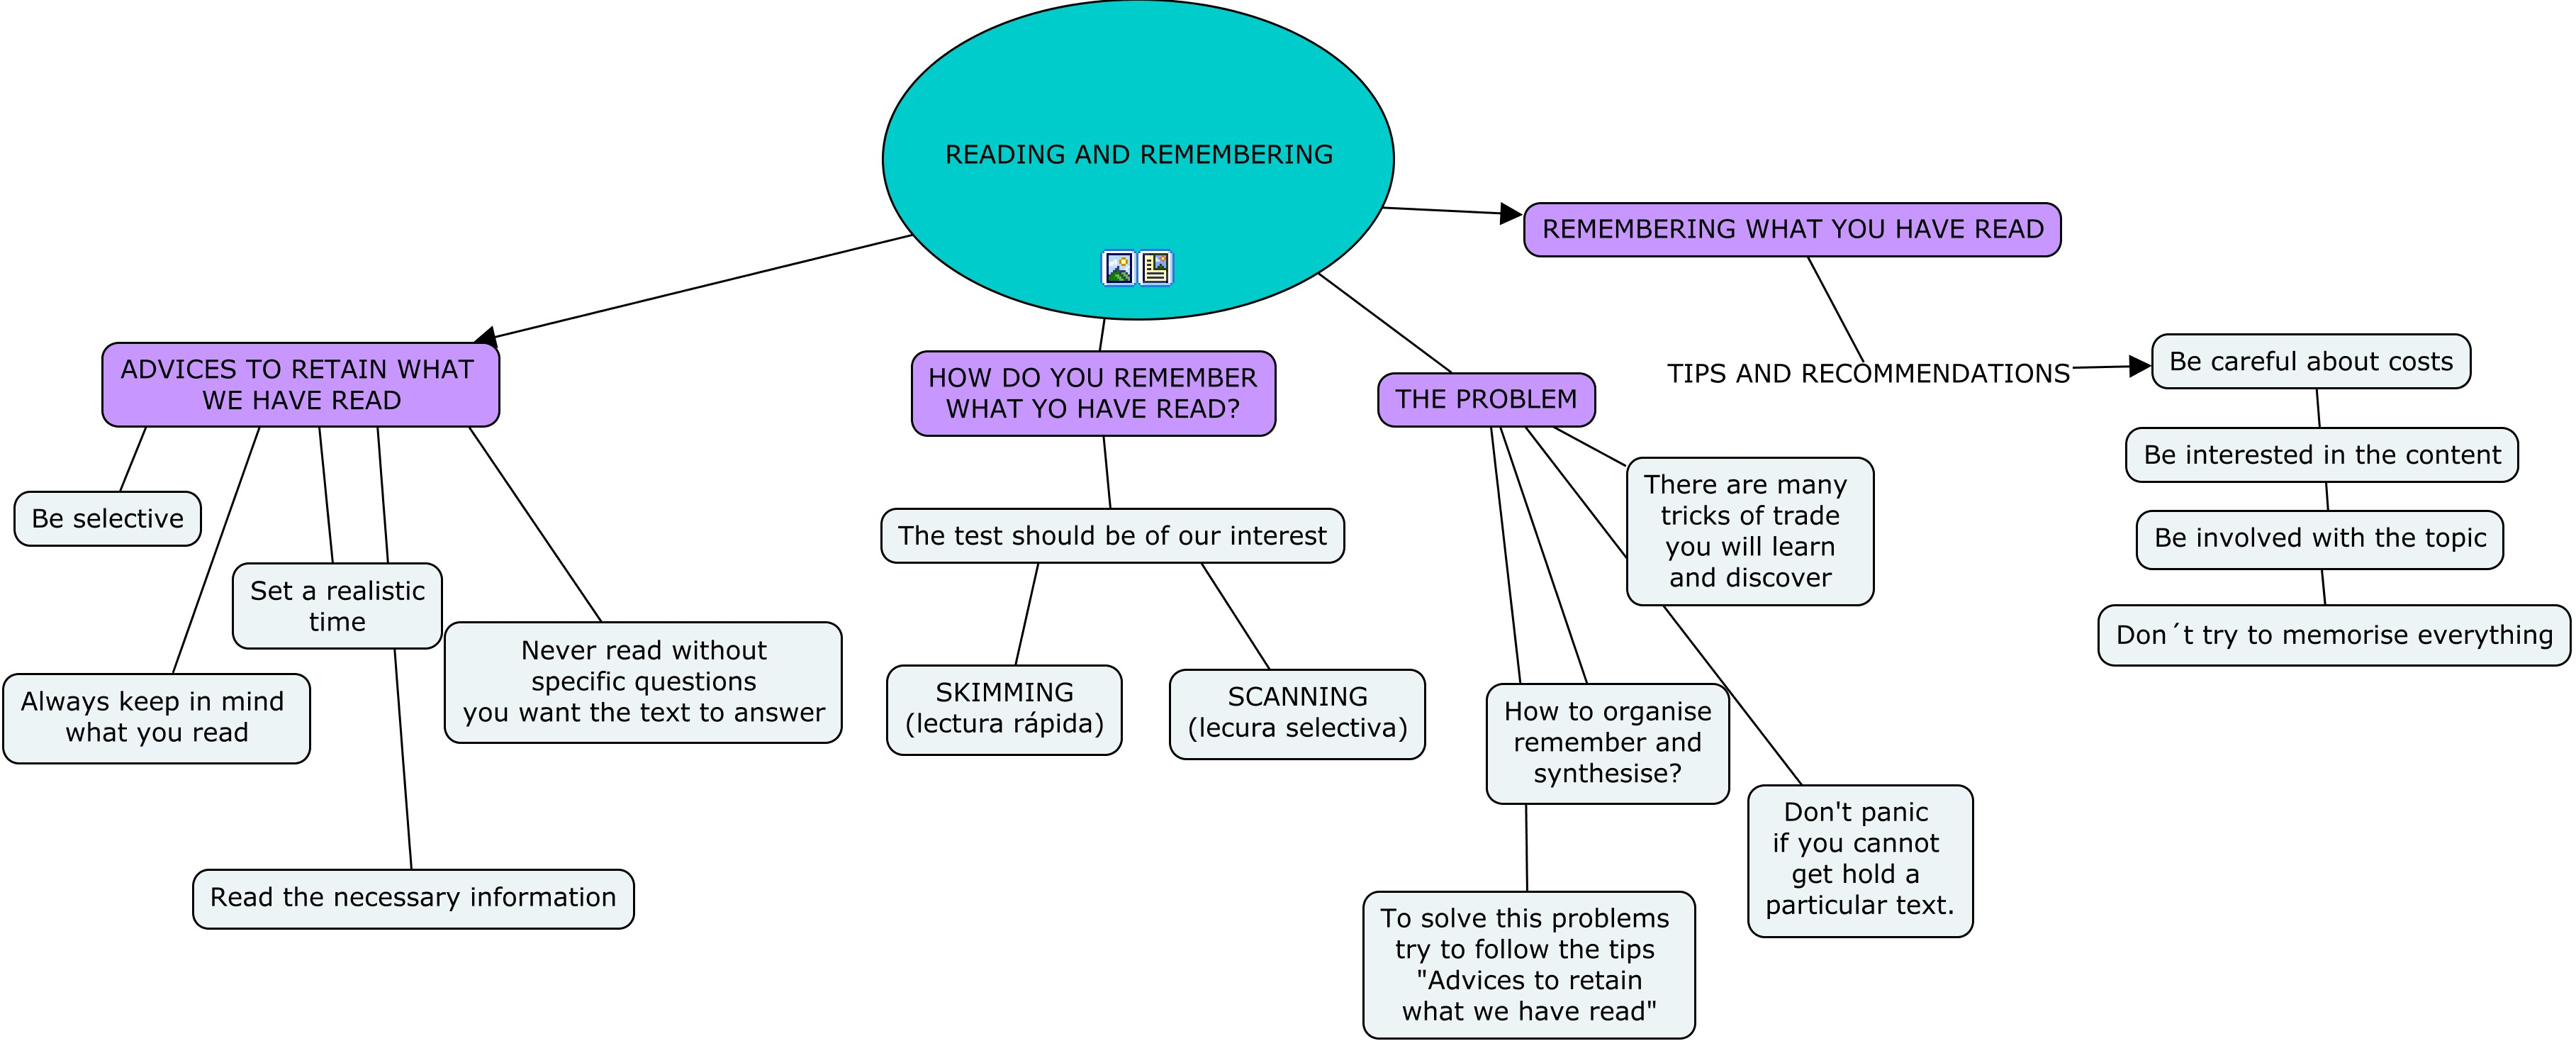 READING AND REMEMBERING
REMEMBERING WHAT YOU HAVE READ
ADVICES TO RETAIN WHAT
WE HAVE READ
HOW DO YOU REMEMBER
WHAT YO HAVE READ?
THE PROBLEM
TIPS AND RECOMMENDATIONS
Be careful about costs
Be interested in the content
Be involved with the topic
Don´t try to memorise everything
Be selective
Set a realistic
time
Always keep in mind
what you read
Never read without
specific questions
you want the text to answer
Read the necessary information
The test should be of our interest
SKIMMING
(lectura rápida)
SCANNING
(lecura selectiva)
There are many
tricks of trade
you will learn
and discover
How to organise
remember and
synthesise?
Don't panic
if you cannot
get hold a
particular text.
To solve this problems
try to follow the tips
"Advices to retain
what we have read"